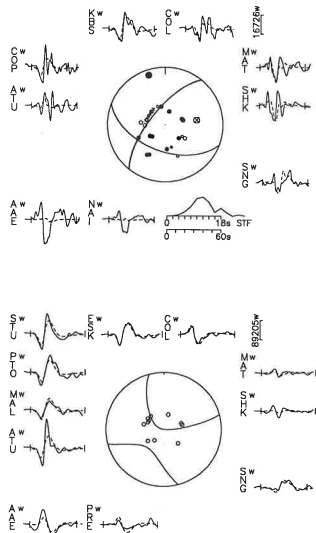 KBS w
COL w
16726w
COP w
MAT w
ATU w
SHK w
SNG w
AAE w
NAI w
0 18s STF
0 60s
STU w
ESK w
COL w
89205w
PTO w
MAT w
MAL w
SHK w
ATU w
SNG w
AAE w
PRE w